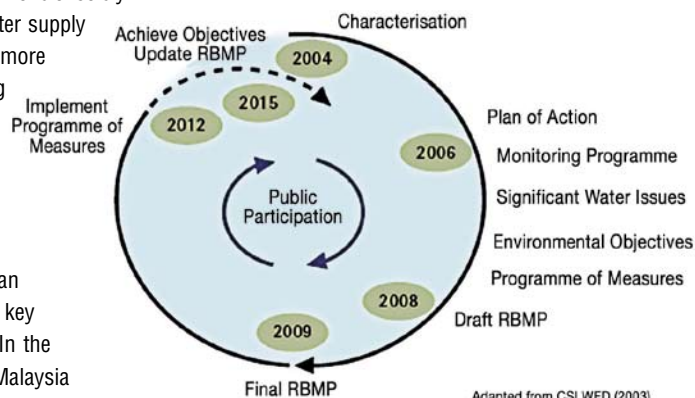 ter supply
more
an
key
In the
Malaysia
Characterisation
Achieve Objectives
Update RBMP
2004
2015
2012
Implement
Programme of
Measures
Plan of Action
2006
Monitoring Programme
Significant Water Issues
Environmental Objectives
Programme of Measures
Public
Participation
2008
Draft RBMP
2009
Final RBMP